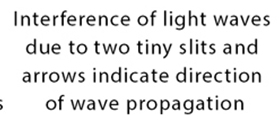 Interference of light waves
due to two tiny slits and
arrows indicate direction
s of wave propagation